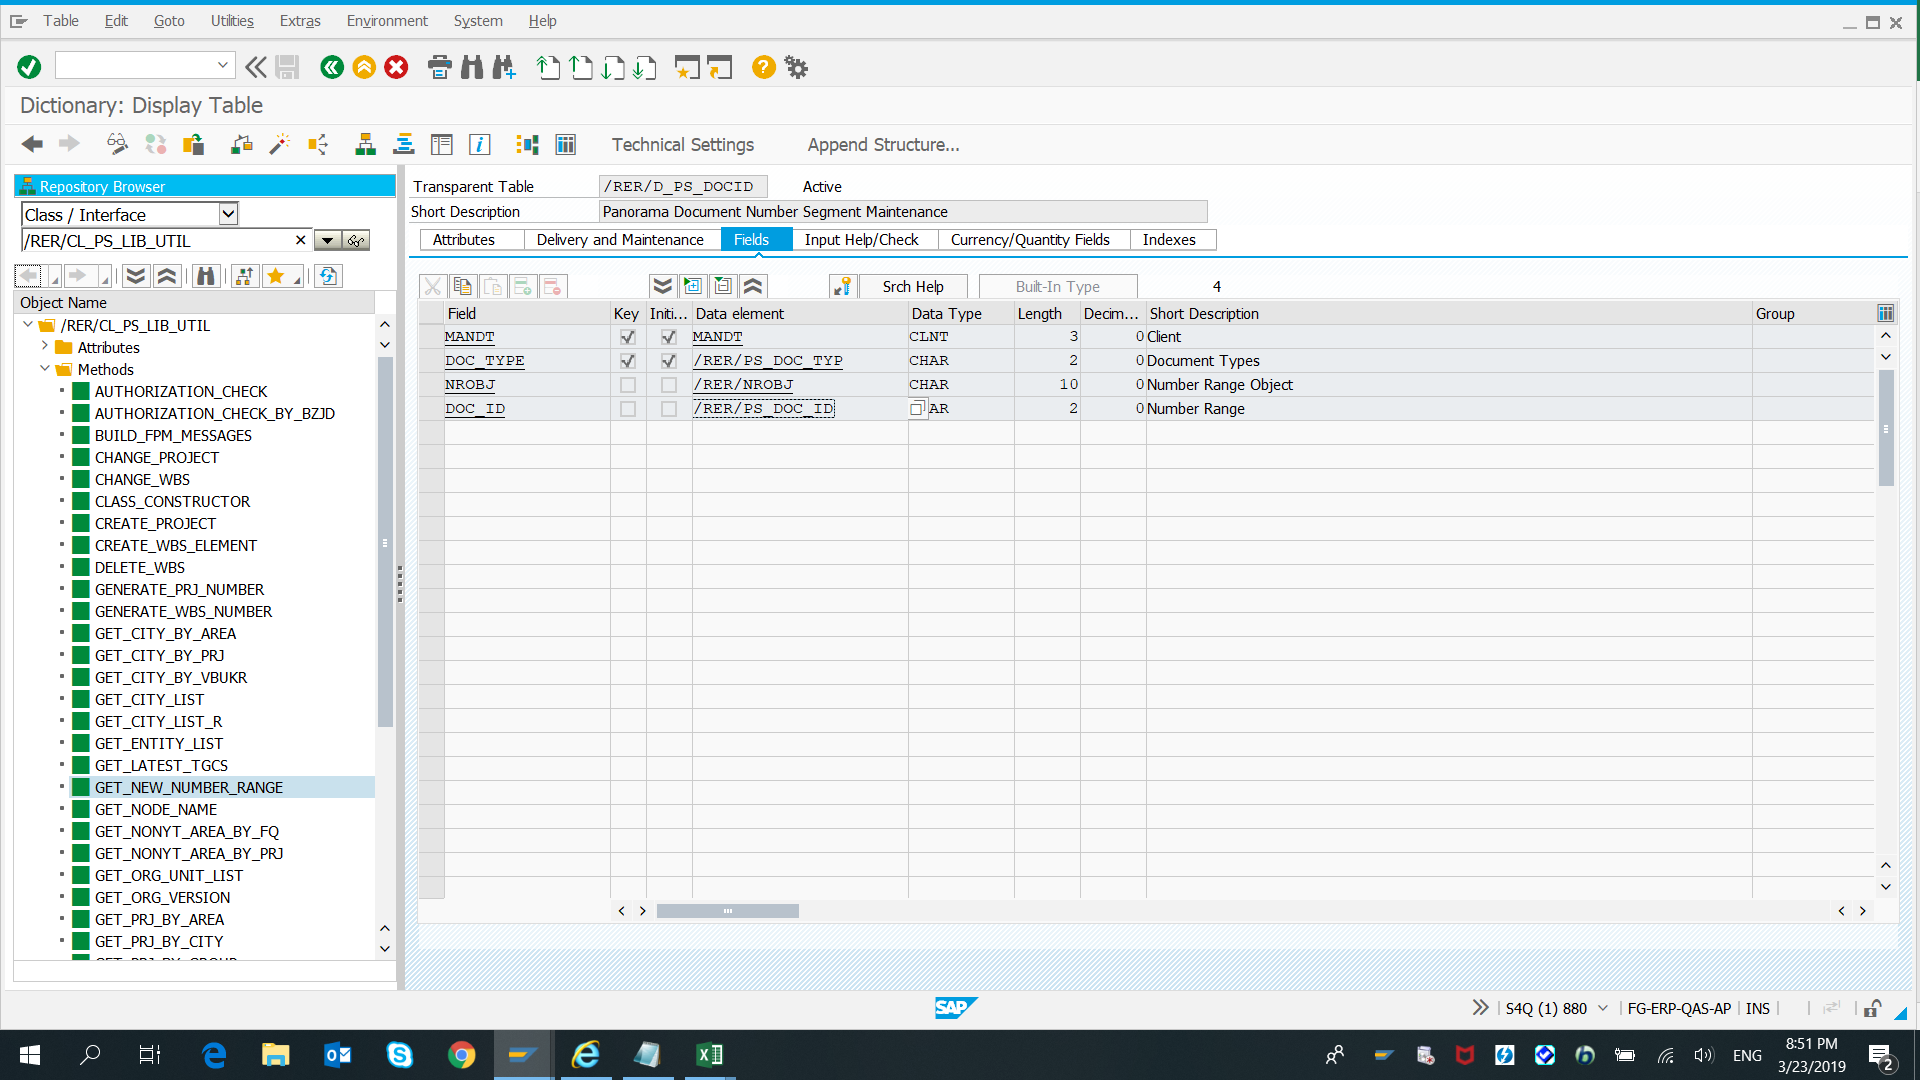 Table Edit Goto Utilities Extras Environment System Help
Dictionary: Display Table
Technical Settings Append Structure...
Repository Browser
Class / Interface
/RER/CL_PS_LIB_UTIL
Object Name
/RER/CL_PS_LIB_UTIL
Attributes
Methods
AUTHORIZATION_CHECK
AUTHORIZATION_CHECK_BY_BZJD
BUILD_FPM_MESSAGES
CHANGE_PROJECT
CHANGE_WBS
CLASS_CONSTRUCTOR
CREATE_PROJECT
CREATE_WBS_ELEMENT
DELETE_WBS
GENERATE_PRJ_NUMBER
GENERATE_WBS_NUMBER
GET_CITY_BY_AREA
GET_CITY_BY_PRJ
GET_CITY_BY_VBUKR
GET_CITY_LIST
GET_CITY_LIST_R
GET_ENTITY_LIST
GET_LATEST_TGCS
GET_NEW_NUMBER_RANGE
GET_NODE_NAME
GET_NONYT_AREA_BY_FQ
GET_NONYT_AREA_BY_PRJ
GET_ORG_UNIT_LIST
GET_ORG_VERSION
GET_PRJ_BY_AREA
GET_PRJ_BY_CITY
Transparent Table /RER/D_PS_DOCID Active
Short Description Panorama Document Number Segment Maintenance
Attributes Delivery and Maintenance Fields Input Help/Check Currency/Quantity Fields Indexes
Srch Help Built-In Type 4
Field Key Initi... Data element Data Type Length Decim... Short Description Group
MANDT MANDT CLNT 3 0 Client
DOC_TYPE /RER/PS_DOC_TYP CHAR 2 0 Document Types
NROBJ /RER/NROBJ CHAR 10 0 Number Range Object
DOC_ID /RER/PS_DOC_ID AR 2 0 Number Range
SAP
S4Q (1) 880 FG-ERP-QAS-AP INS
ENG
8:51 PM
3/23/2019
2